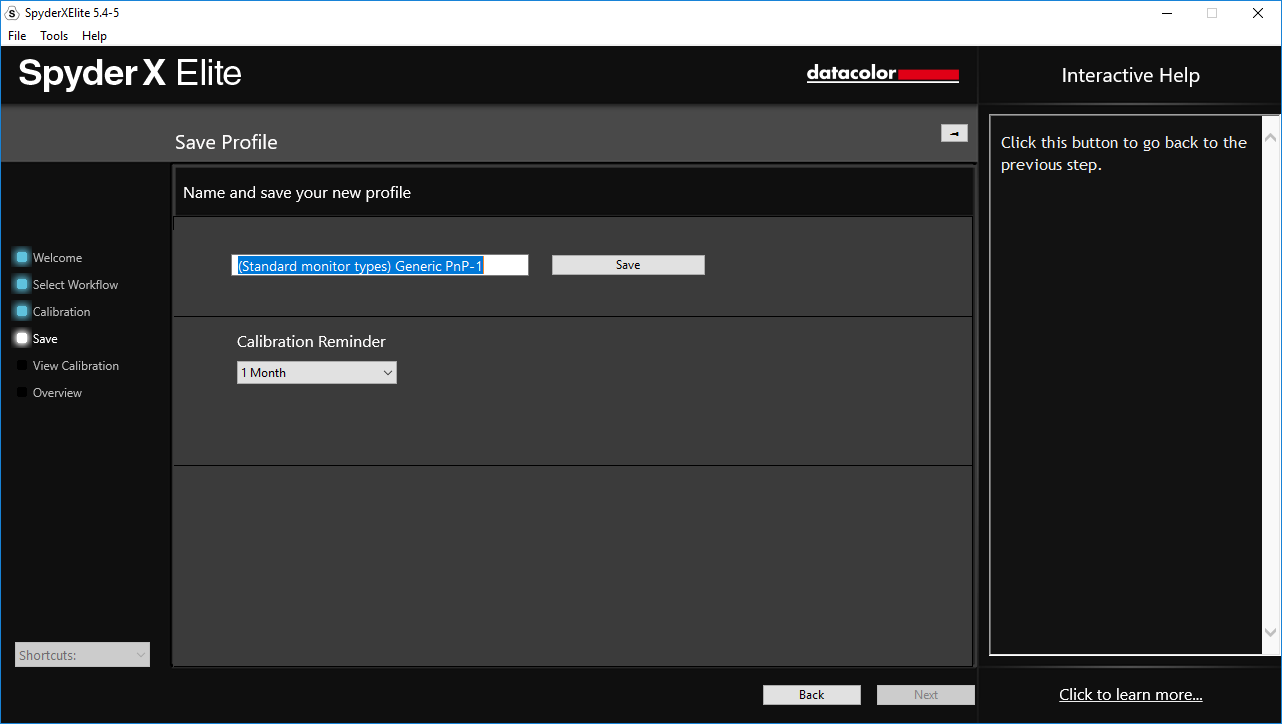 SpyderXElite 5.4-5
File Tools Help
Spyder X Elite
datacolor
Interactive Help
Save Profile
Click this button to go back to the
previous step.
Name and save your new profile
(Standard monitor types) Generic PnP-1
Save
Welcome
Select Workflow
Calibration
Save
View Calibration
Overview
Calibration Reminder
1 Month
Shortcuts:
Back
Next
Click to learn more...